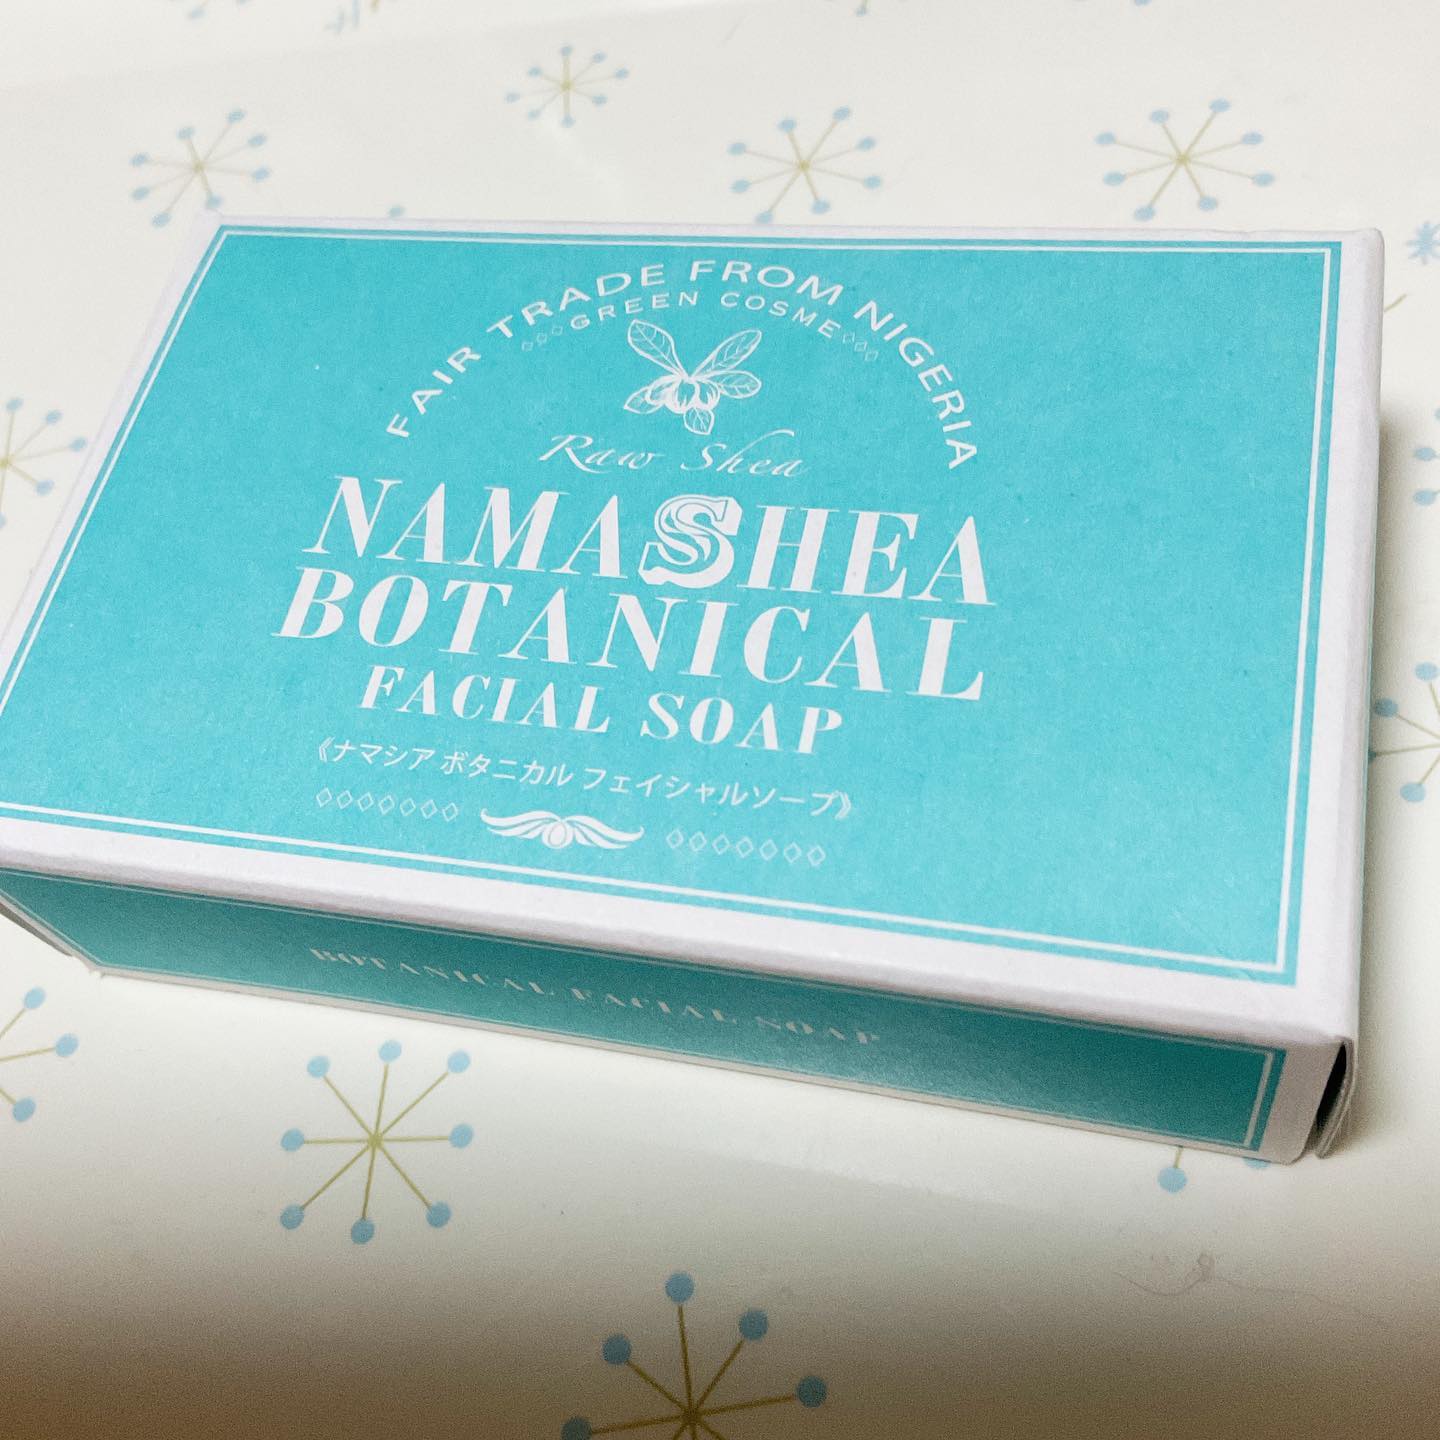 FAIR TRADE FROM NIGERIA
GREEN COSME
Raw Shea
NAMASHEA
BOTANICAL
FACIAL SOAP
《ナマシア ボタニカル フェイシャルソープ》
BOTANICAL FACIAL SOAP